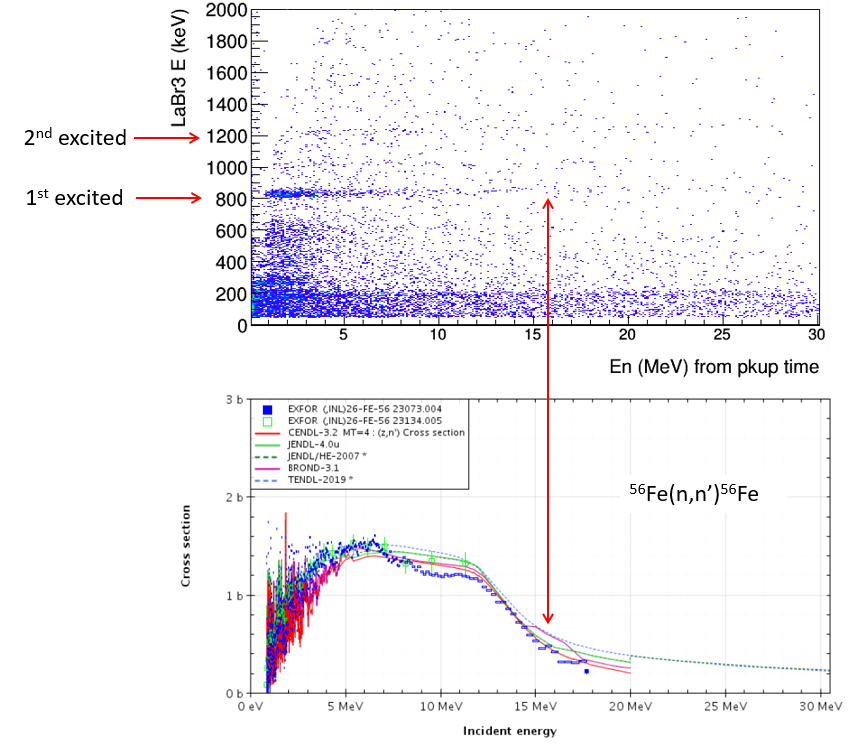 LaBr3 E (keV)
2000
1800
1600
1400
1200
1000
800
600
400
200
0
2nd excited
1st excited
5
10
15
20
25
30
En (MeV) from pkup time
3 b
2 b
1 b
0 b
Cross section
EXFOR (,INL)26-FE-56 23073.004
EXFOR (,INL)26-FE-56 23134.005
CENDL-3.2 MT=4 : (z,n') Cross section
JENDL-4.0u
JENDL/HE-2007 *
BROND-3.1
TENDL-2019 *
56Fe(n,n’)56Fe
0 eV
5 MeV
10 MeV
15 MeV
20 MeV
25 MeV
30 MeV
Incident energy